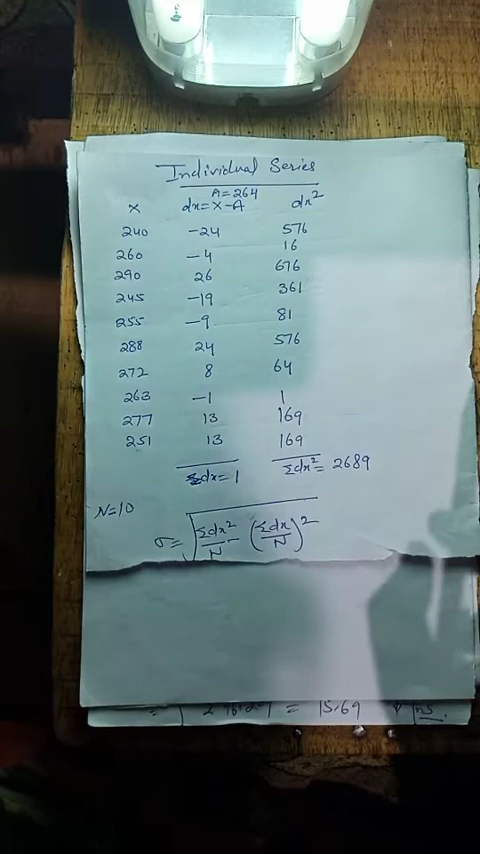 Individual Series
A=264
x dx=x-A dx²
240 -24 576
260 -4 16
290 26 676
245 -19 361
255 -9 81
288 24 576
272 8 64
263 -1 1
277 13 169
251 13 169
Σdx=1 Σdx²=2689
N=10
σ=√Σdx²/N (Σdx/N)²
= 15.69 Ans.